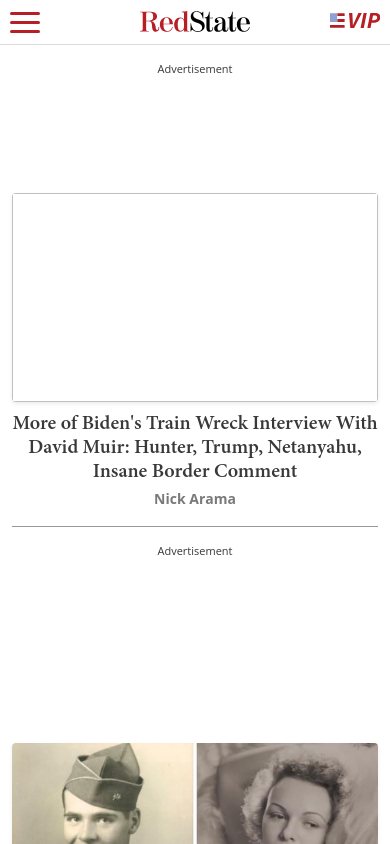 RedState
VIP
Advertisement
More of Biden's Train Wreck Interview With
David Muir: Hunter, Trump, Netanyahu,
Insane Border Comment
Nick Arama
Advertisement